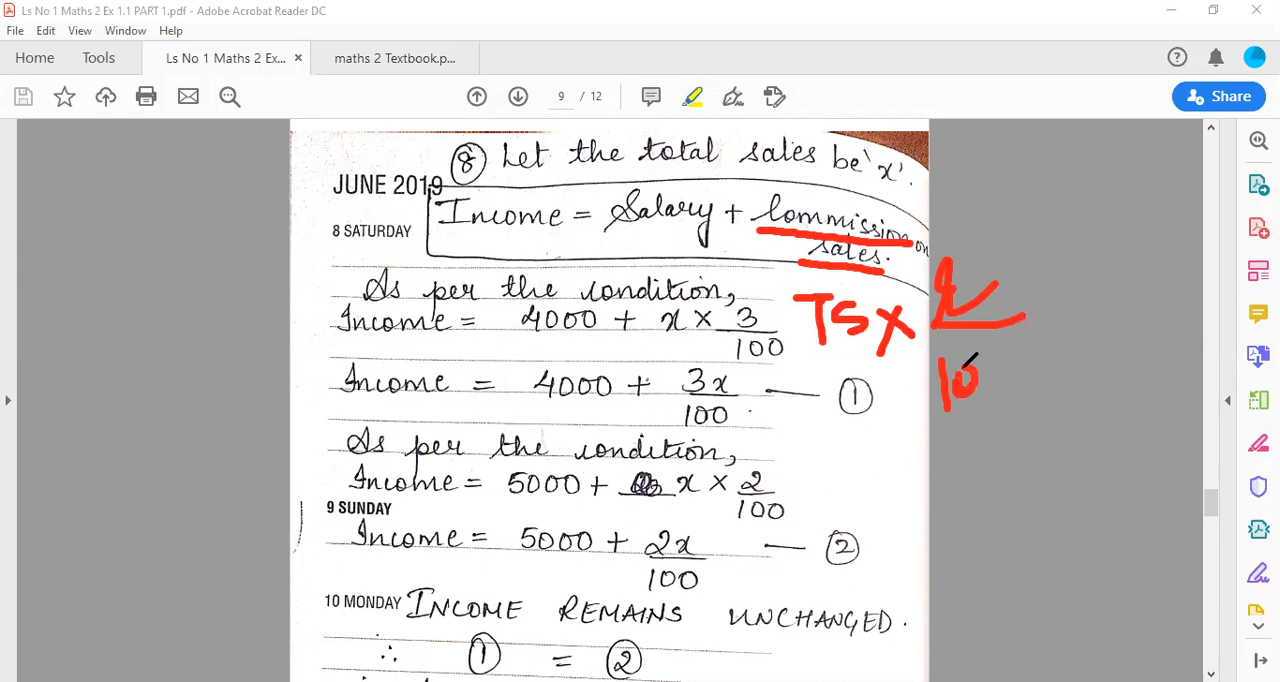 Ls No 1 Maths 2 Ex 1.1 PART 1.pdf - Adobe Acrobat Reader DC
File Edit View Window Help
Home Tools Ls No 1 Maths 2 Ex... × maths 2 Textbook.p...
9 / 12
Share
⑧ Let the total sales be 'x'.
JUNE 2019
Income = Salary + Commission on
sales.
8 SATURDAY
As per the condition,
Income = 4000 + x × 3/100
TS × r/10
Income = 4000 + 3x/100 — ①
As per the condition,
Income = 5000 + x × 2/100
9 SUNDAY
Income = 5000 + 2x/100 — ②
10 MONDAY INCOME REMAINS UNCHANGED.
∴ ① = ②